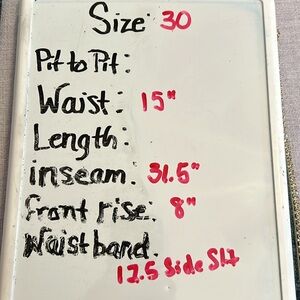 Size: 30
Pit to Pit:
Waist: 15"
Length:
inseam: 31.5"
front rise: 8"
Waistband.
17.5 Side Slit